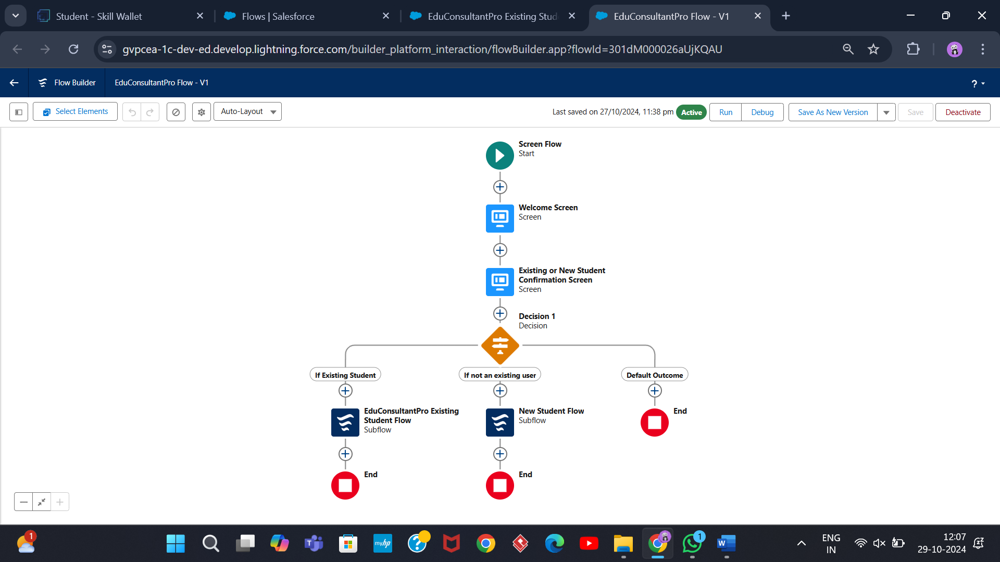 Student - Skill Wallet
Flows | Salesforce
EduConsultantPro Existing Stud
EduConsultantPro Flow - V1
gvpcea-1c-dev-ed.develop.lightning.force.com/builder_platform_interaction/flowBuilder.app?flowId=301dM000026aUjKQAU
Flow Builder
EduConsultantPro Flow - V1
?
Select Elements
Auto-Layout
Last saved on 27/10/2024, 11:38 pm
Active
Run
Debug
Save As New Version
Save
Deactivate
Screen Flow
Start
Welcome Screen
Screen
Existing or New Student
Confirmation Screen
Screen
Decision 1
Decision
If Existing Student
If not an existing user
Default Outcome
EduConsultantPro Existing
Student Flow
Subflow
New Student Flow
Subflow
End
End
End
1
myhp
1
ENG
IN
12:07
29-10-2024